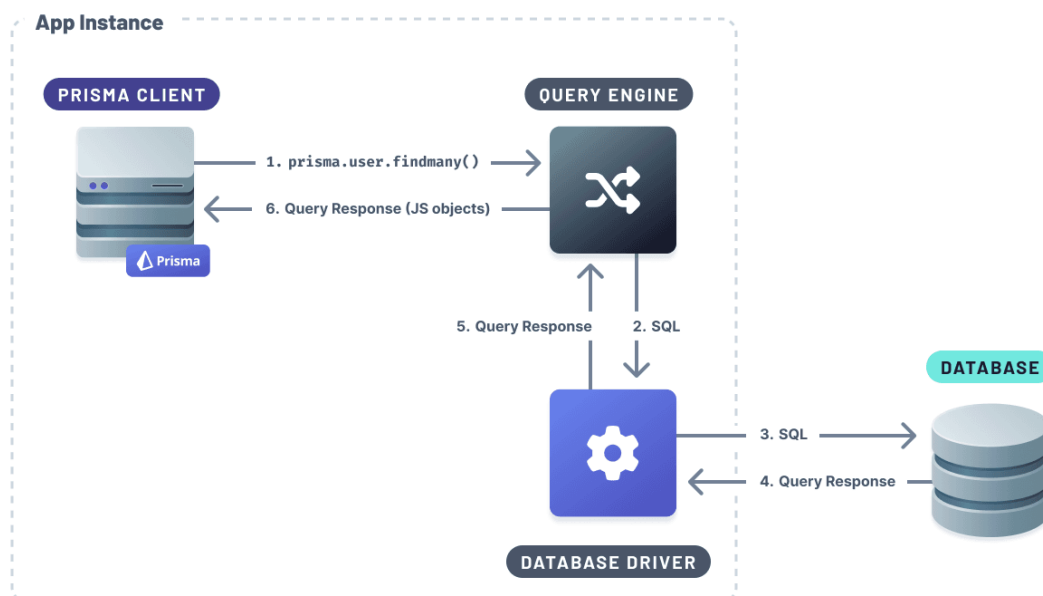 App Instance
PRISMA CLIENT
QUERY ENGINE
1. prisma.user.findmany()
6. Query Response (JS objects)
Prisma
5. Query Response
2. SQL
DATABASE
3. SQL
4. Query Response
DATABASE DRIVER